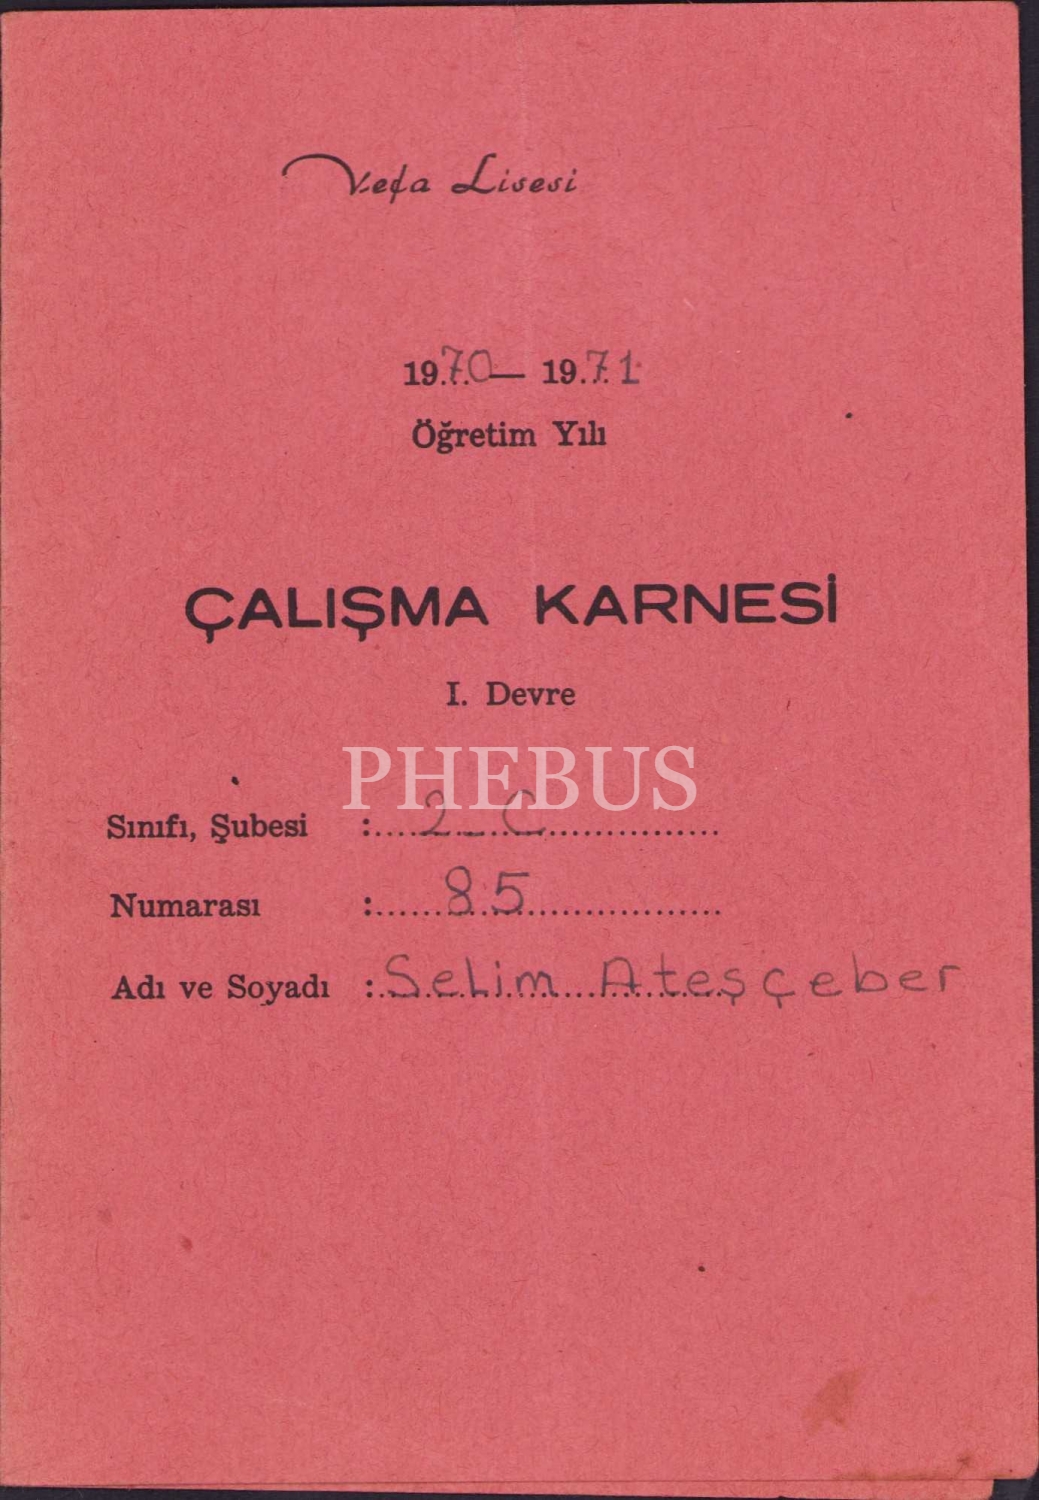 Vefa Lisesi
1970 — 1971
Öğretim Yılı
ÇALIŞMA KARNESİ
I. Devre
PHEBUS
Sınıfı, Şubesi : 2-C
Numarası : 85
Adı ve Soyadı : Selim Ateşçeber